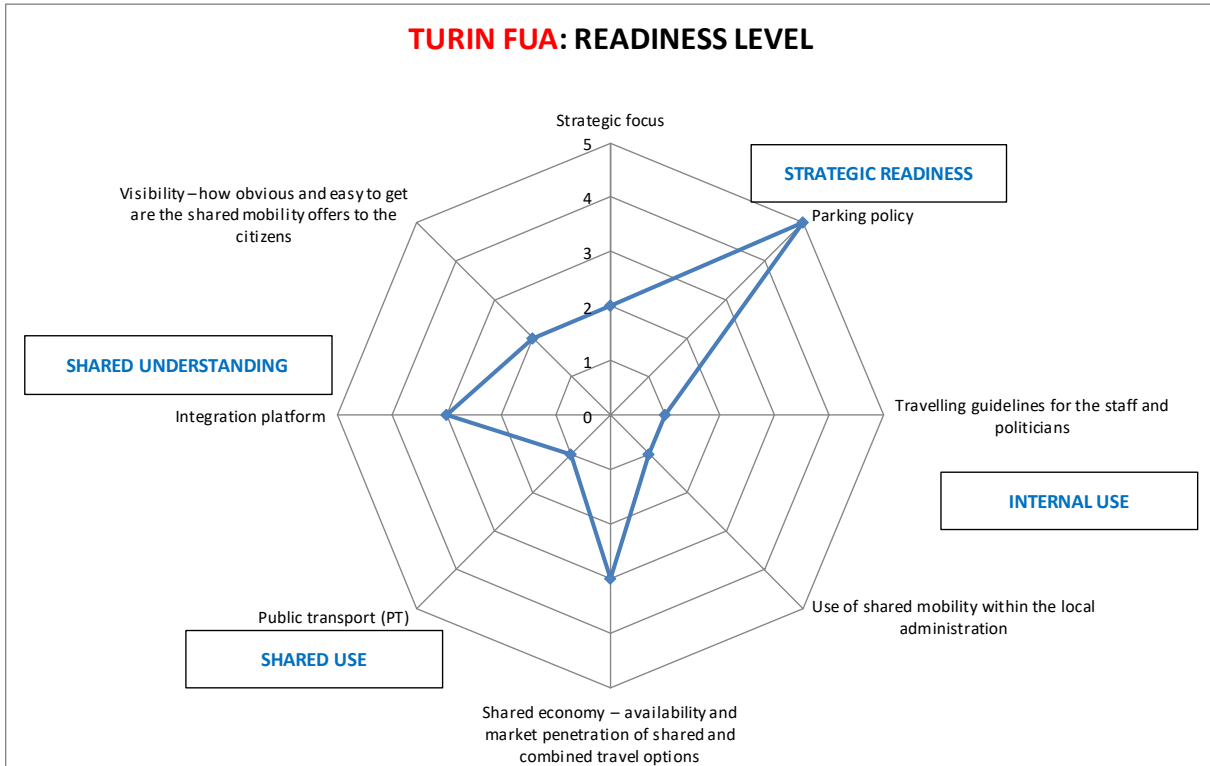 TURIN FUA: READINESS LEVEL
Strategic focus
5
STRATEGIC READINESS
Visibility – how obvious and easy to get
are the shared mobility offers to the
citizens
4
Parking policy
3
2
SHARED UNDERSTANDING
1
Integration platform
0
Travelling guidelines for the staff and
politicians
INTERNAL USE
Public transport (PT)
Use of shared mobility within the local
administration
SHARED USE
Shared economy – availability and
market penetration of shared and
combined travel options